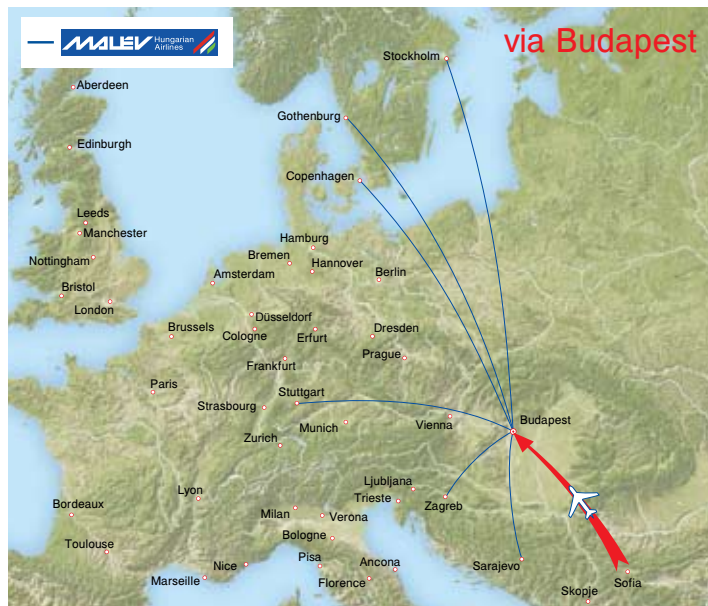 MALEV Hungarian
Airlines
via Budapest
Stockholm
Aberdeen
Gothenburg
Edinburgh
Copenhagen
Leeds
Manchester
Hamburg
Nottingham
Bremen
Hannover
Amsterdam
Berlin
Bristol
London
Düsseldorf
Brussels
Cologne
Erfurt
Dresden
Frankfurt
Prague
Paris
Stuttgart
Strasbourg
Munich
Vienna
Budapest
Zurich
Ljubljana
Lyon
Trieste
Zagreb
Bordeaux
Milan
Verona
Bologne
Toulouse
Pisa
Ancona
Nice
Sarajevo
Marseille
Florence
Sofia
Skopje